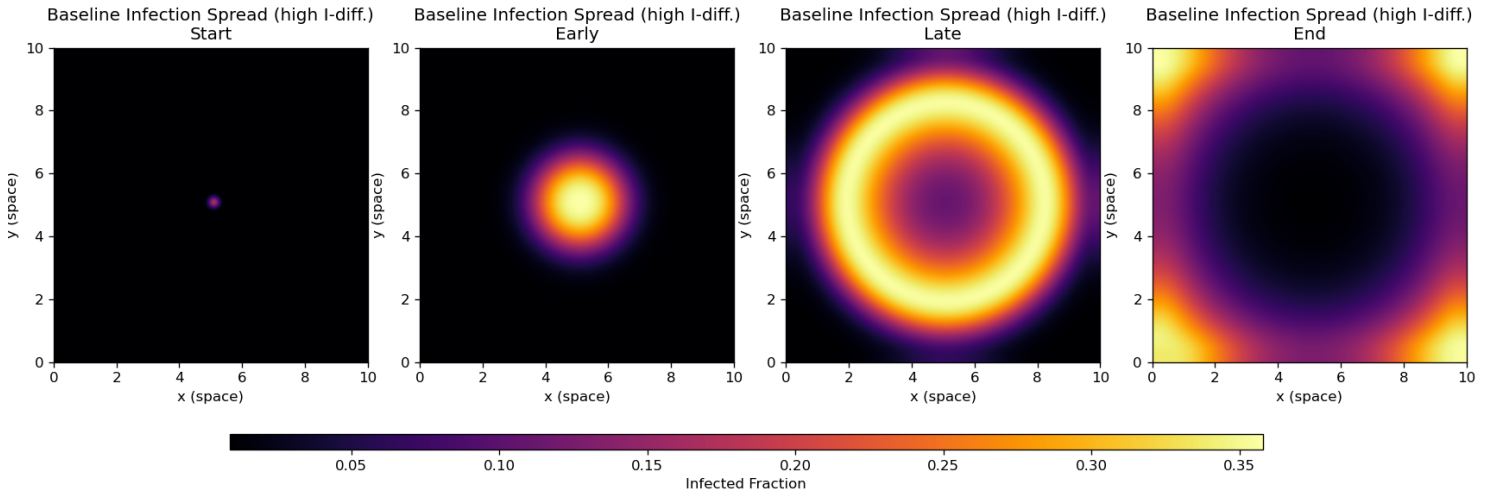 Baseline Infection Spread (high I-diff.)
Start
10
8
6
4
2
0
y (space)
0 2 4 6 8 10
x (space)
Baseline Infection Spread (high I-diff.)
Early
10
8
6
4
2
0
y (space)
0 2 4 6 8 10
x (space)
Baseline Infection Spread (high I-diff.)
Late
10
8
6
4
2
0
y (space)
0 2 4 6 8 10
x (space)
Baseline Infection Spread (high I-diff.)
End
10
8
6
4
2
0
y (space)
0 2 4 6 8 10
x (space)
0.05 0.10 0.15 0.20 0.25 0.30 0.35
Infected Fraction